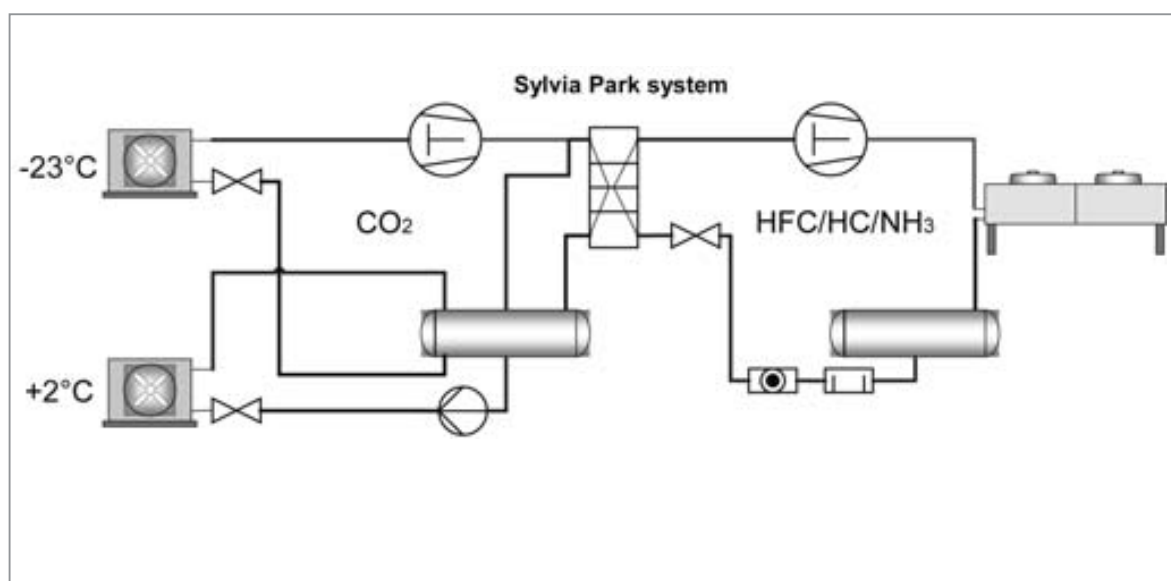 Sylvia Park system
-23°C
CO₂
HFC/HC/NH₃
+2°C